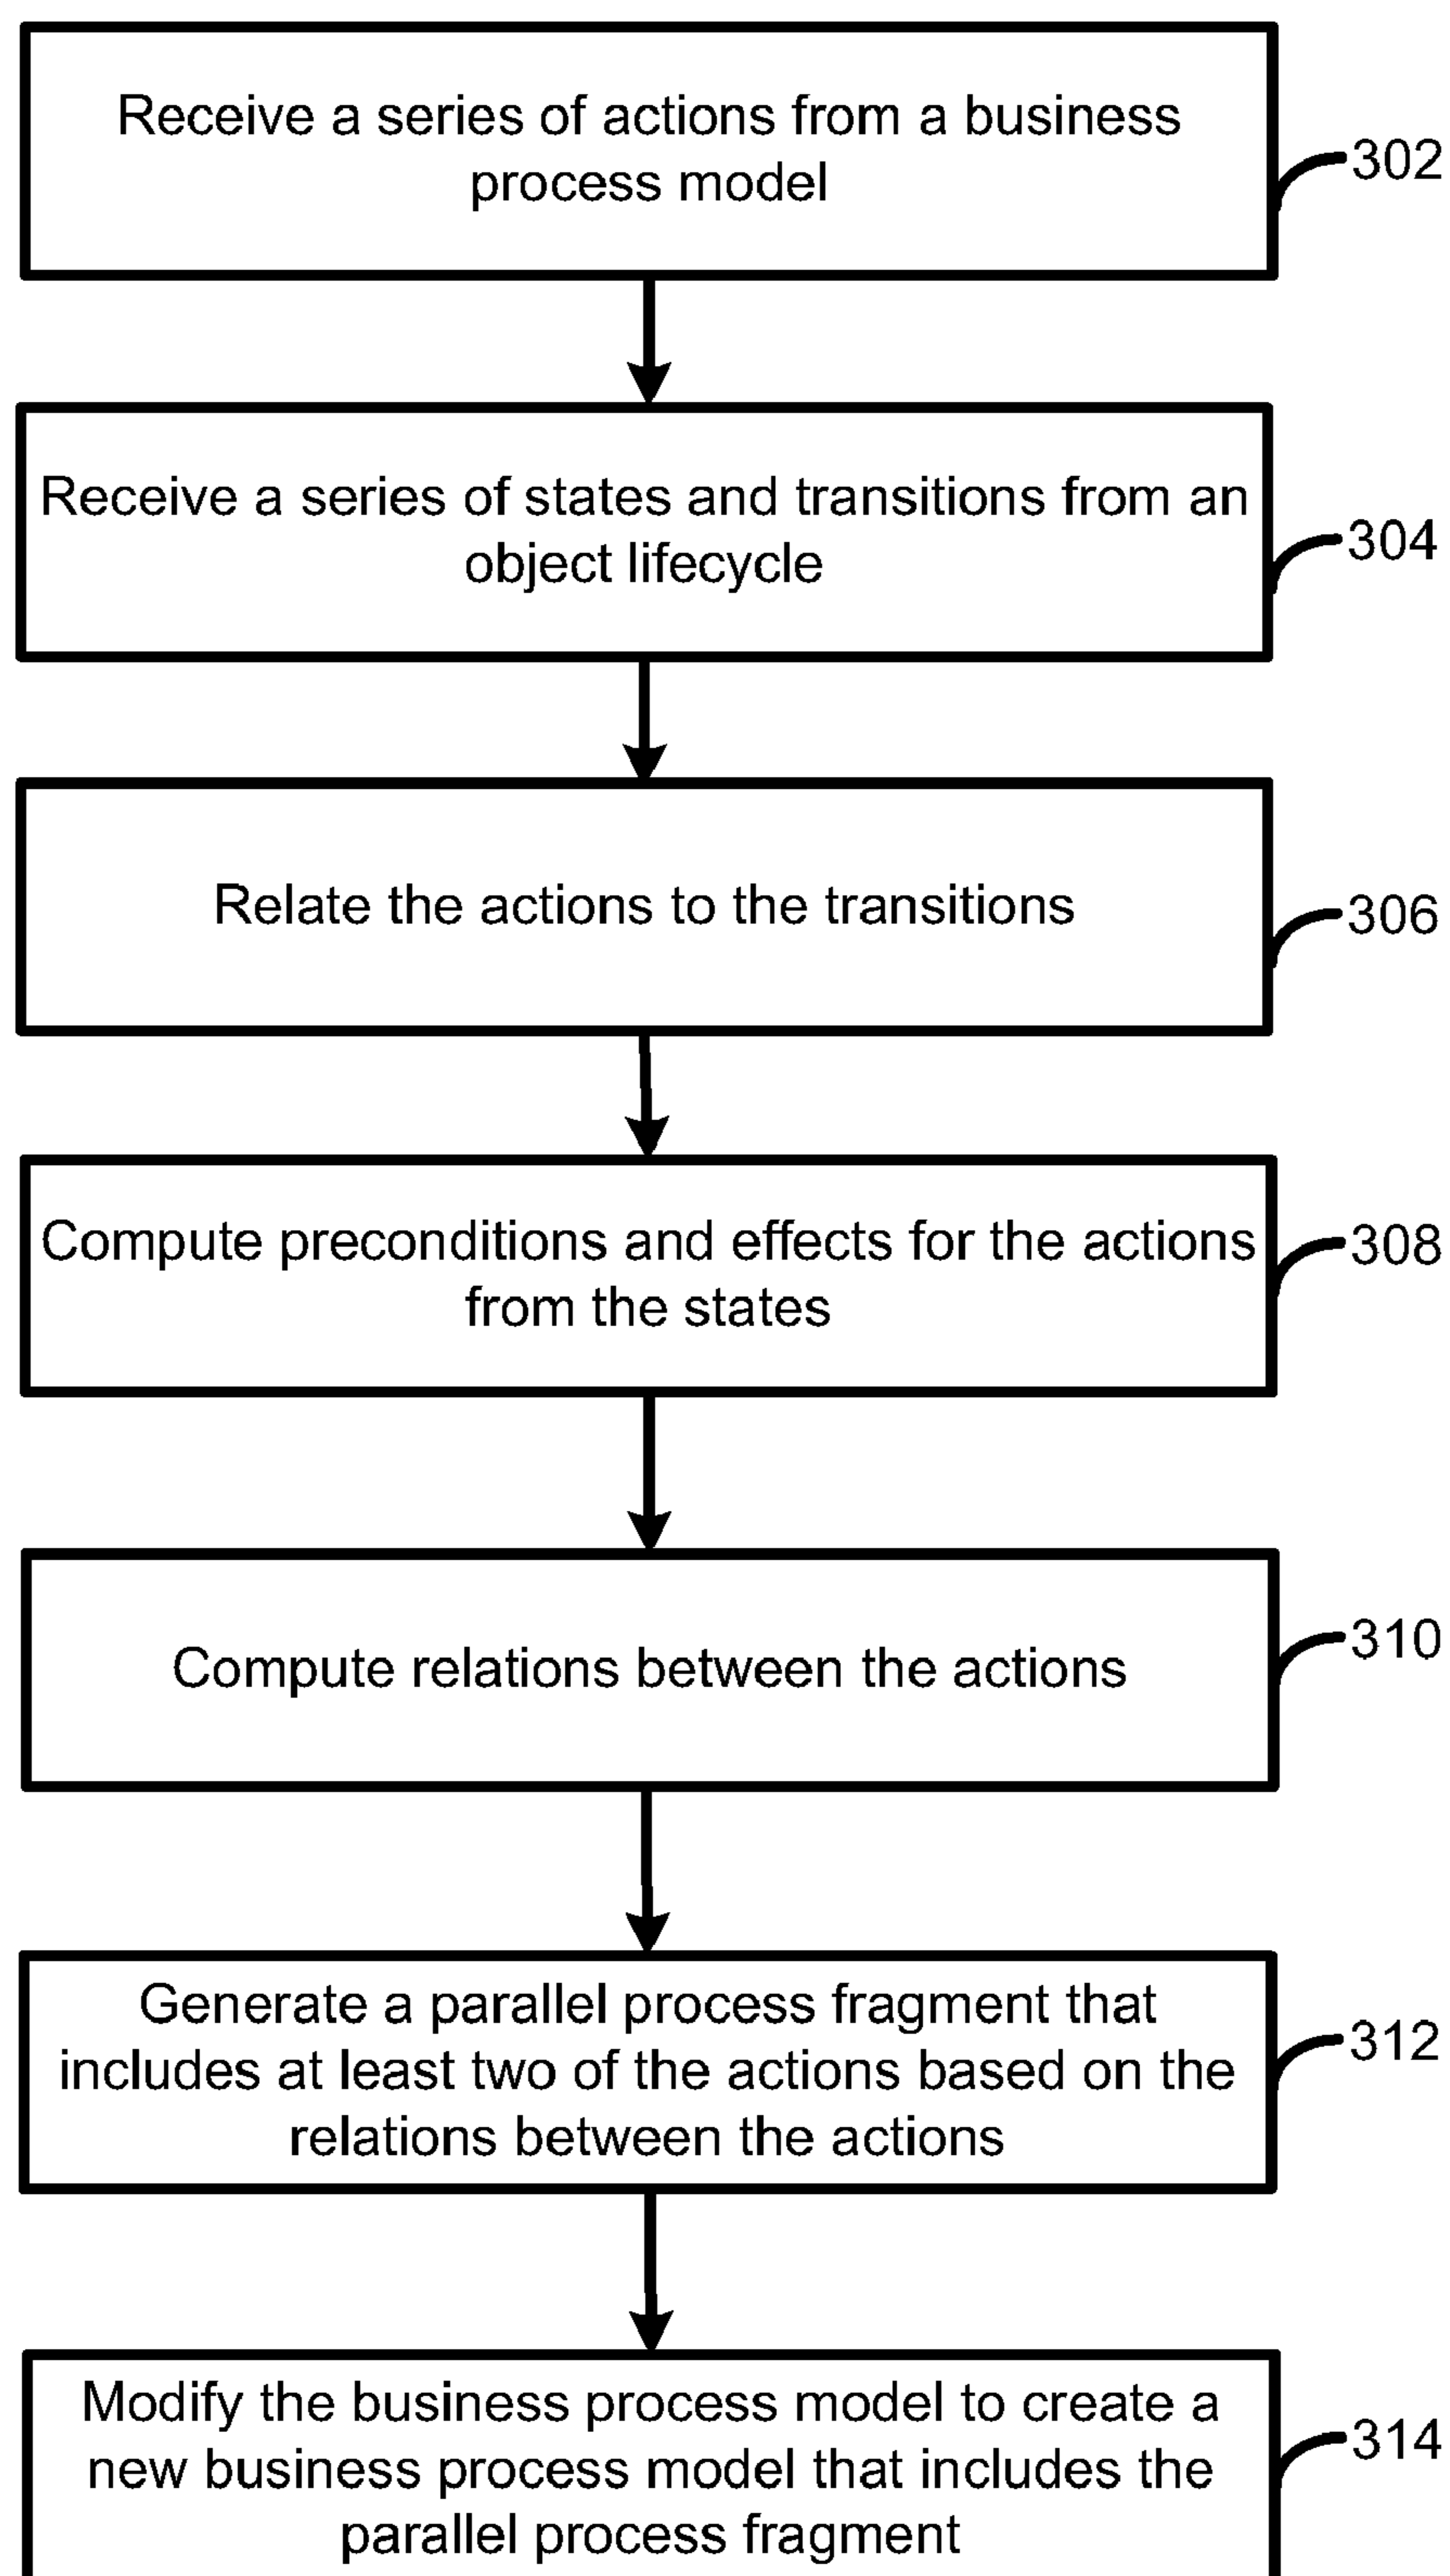 Receive a series of actions from a business
process model
302
Receive a series of states and transitions from an
object lifecycle
304
Relate the actions to the transitions
306
Compute preconditions and effects for the actions
from the states
308
Compute relations between the actions
310
Generate a parallel process fragment that
includes at least two of the actions based on the
relations between the actions
312
Modify the business process model to create a
new business process model that includes the
parallel process fragment
314